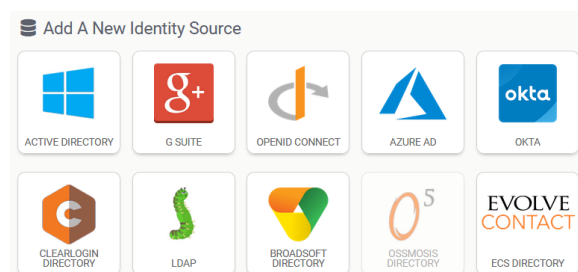 Add A New Identity Source
g+
okta
ACTIVE DIRECTORY
G SUITE
OPENID CONNECT
AZURE AD
OKTA
C
O5
EVOLVE
CONTACT
CLEARLOGIN
DIRECTORY
LDAP
BROADSOFT
DIRECTORY
OSSMOSIS
DIRECTORY
ECS DIRECTORY